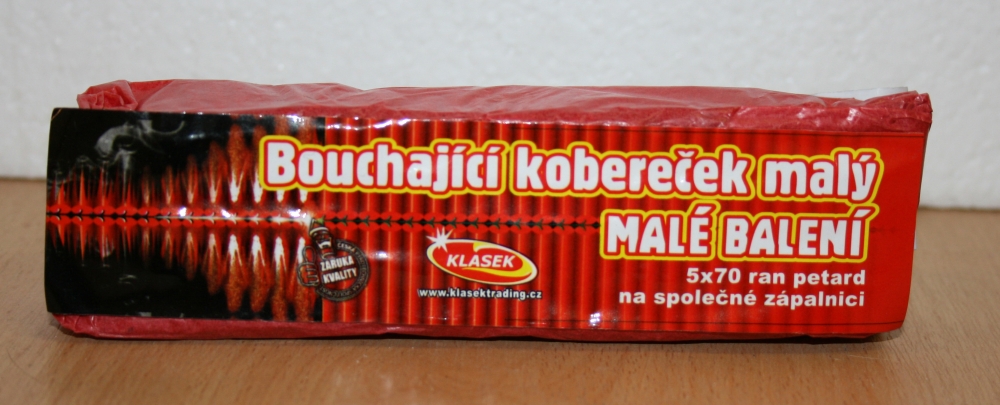 Bouchající kobereček malý
MALÉ BALENÍ
5x70 ran petard
na společné zápalnici
KLASEK
www.klasektrading.cz
ZÁRUKA
KVALITY